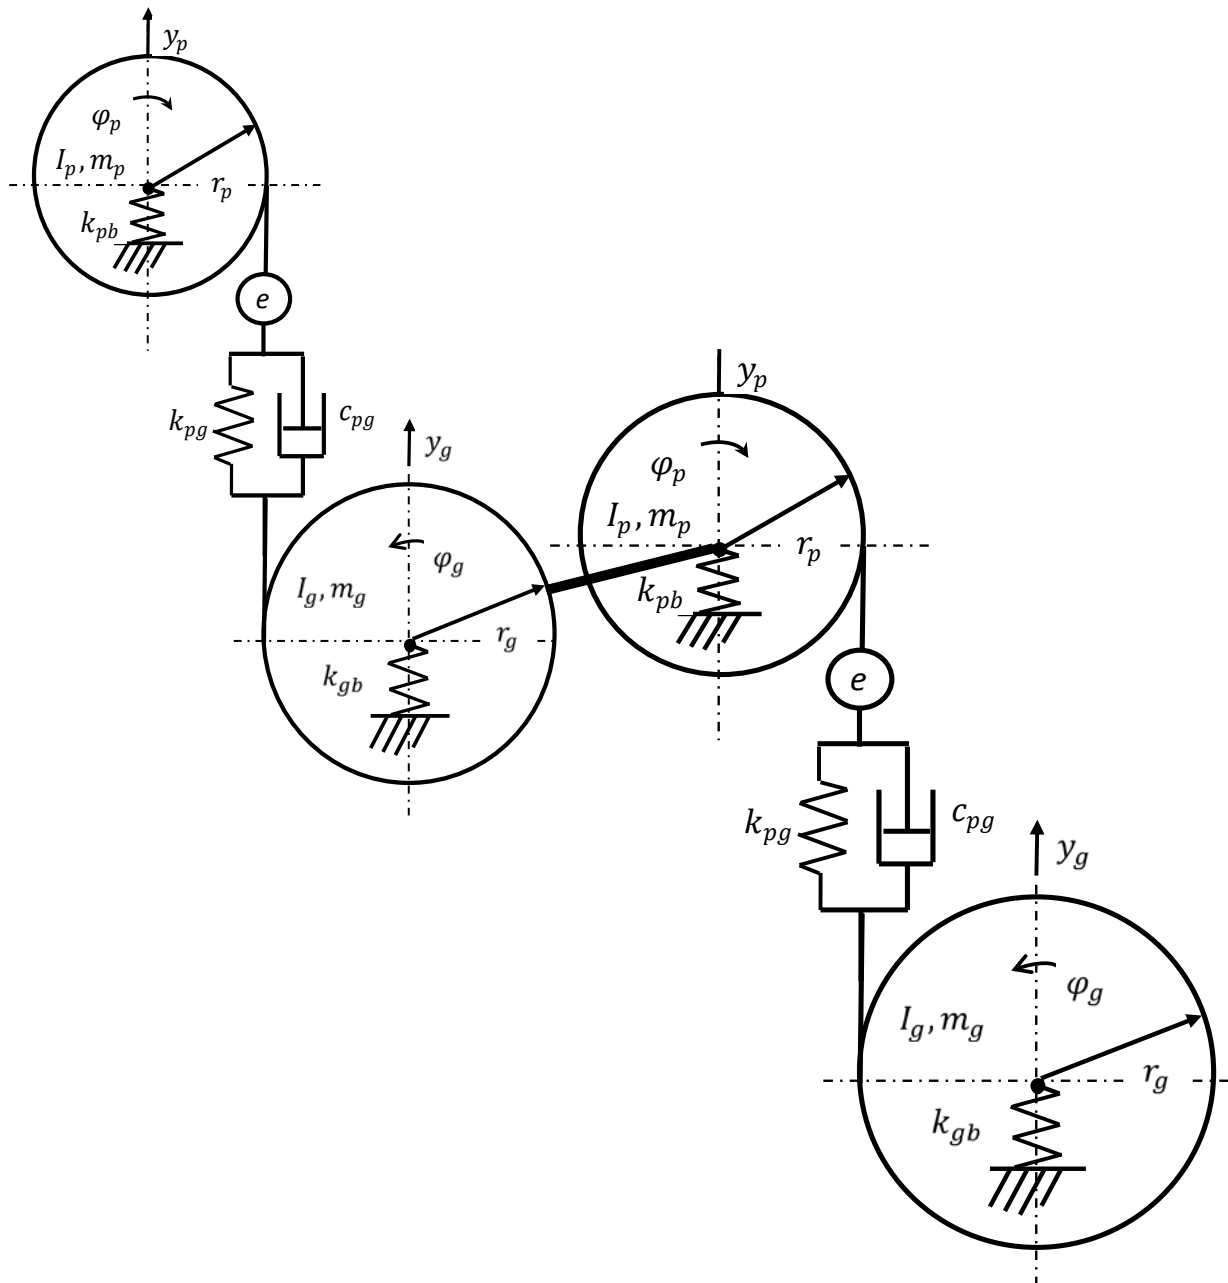 y_p
φ_p
I_p, m_p
r_p
k_pb
e
k_pg
c_pg
y_g
φ_g
I_g, m_g
r_g
k_gb
y_p
φ_p
I_p, m_p
r_p
k_pb
e
k_pg
c_pg
y_g
φ_g
I_g, m_g
r_g
k_gb